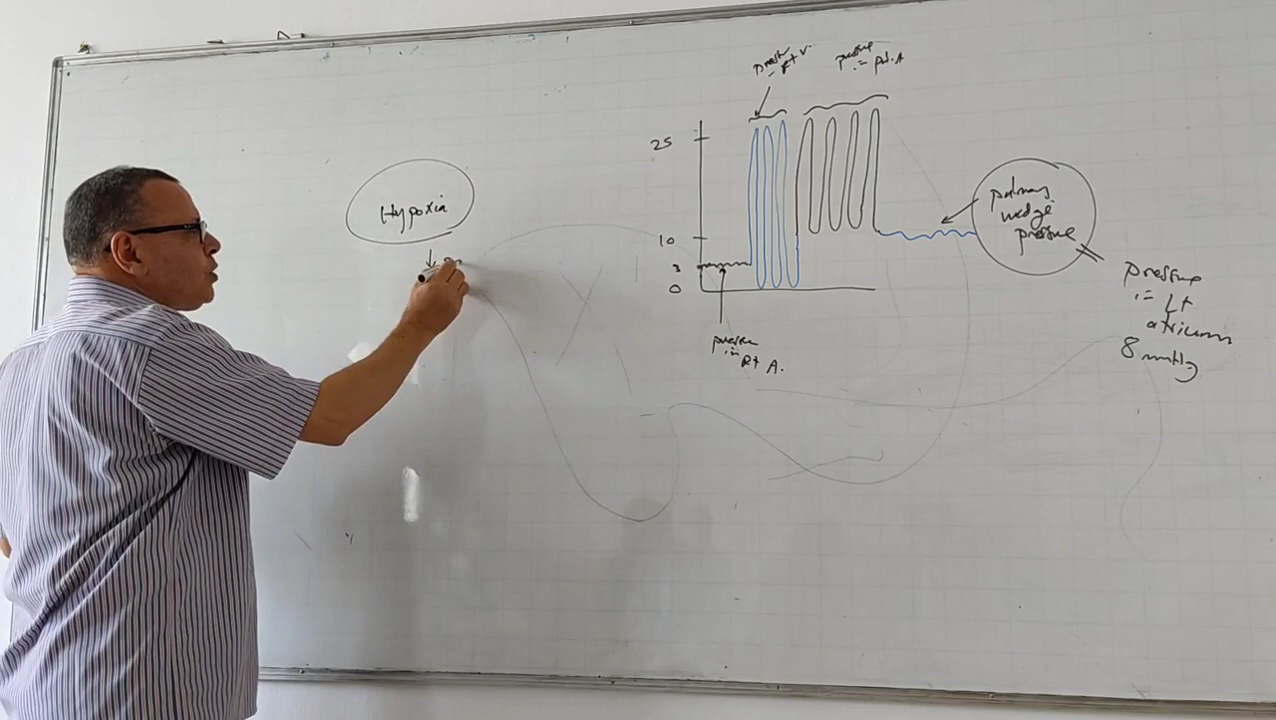 Hypoxia
↓
25
10
3
0
pressure
in Rt V
pressure
in pul. A
pressure
in
Rt A.
pulmonary
wedge
pressure
pressure
in Lt
atrium
8 mmHg